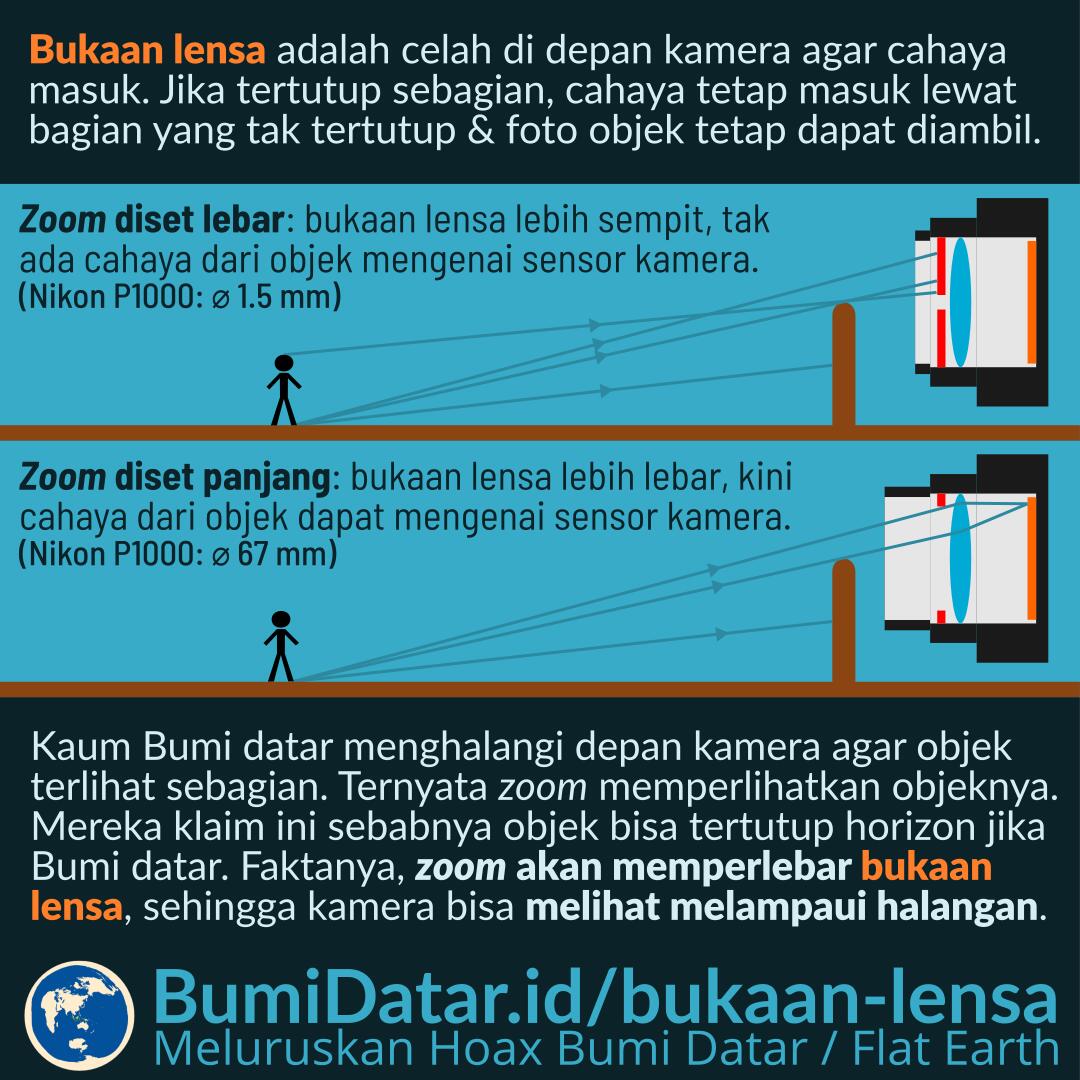 Bukaan lensa adalah celah di depan kamera agar cahaya
masuk. Jika tertutup sebagian, cahaya tetap masuk lewat
bagian yang tak tertutup & foto objek tetap dapat diambil.
Zoom diset lebar: bukaan lensa lebih sempit, tak
ada cahaya dari objek mengenai sensor kamera.
(Nikon P1000: ⌀ 1.5 mm)
Zoom diset panjang: bukaan lensa lebih lebar, kini
cahaya dari objek dapat mengenai sensor kamera.
(Nikon P1000: ⌀ 67 mm)
Kaum Bumi datar menghalangi depan kamera agar objek
terlihat sebagian. Ternyata zoom memperlihatkan objeknya.
Mereka klaim ini sebabnya objek bisa tertutup horizon jika
Bumi datar. Faktanya, zoom akan memperlebar bukaan
lensa, sehingga kamera bisa melihat melampaui halangan.
BumiDatar.id/bukaan-lensa
Meluruskan Hoax Bumi Datar / Flat Earth